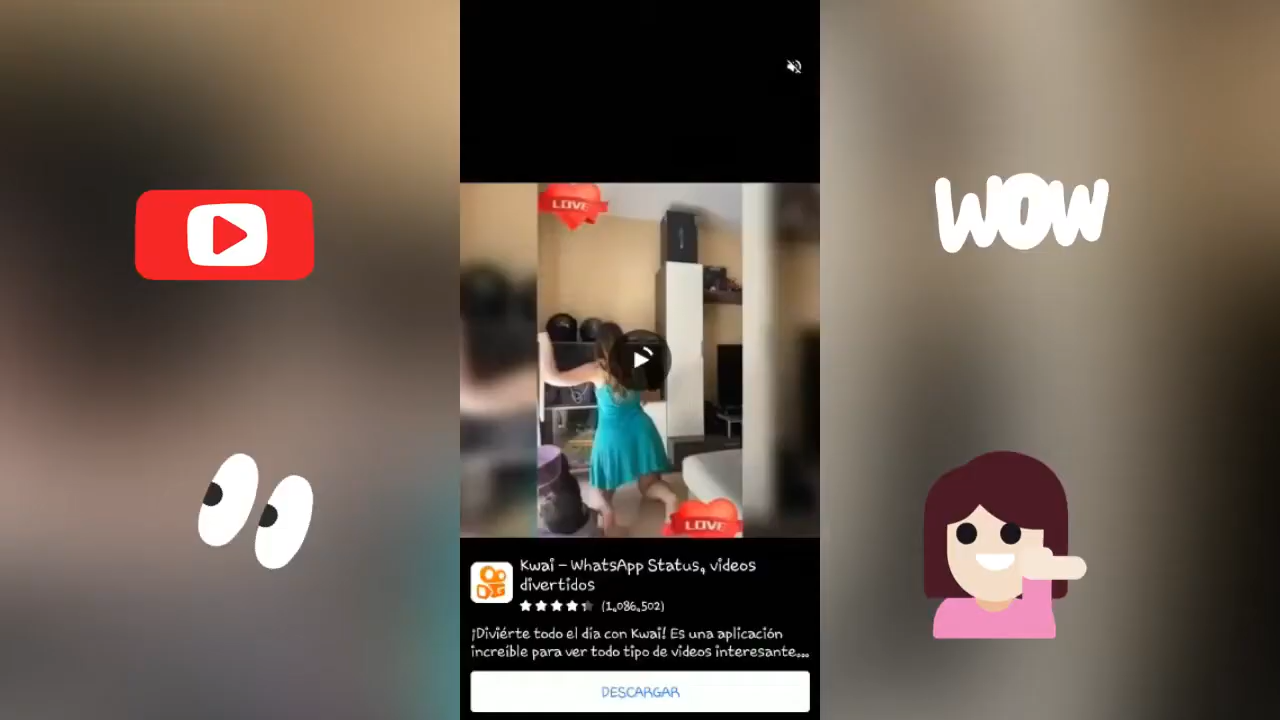 WOW
LOVE
LOVE
Kwai – WhatsApp Status, videos
divertidos
(1,086,502)
¡Diviérte todo el día con Kwai! Es una aplicación
increíble para ver todo tipo de videos interesante...
DESCARGAR